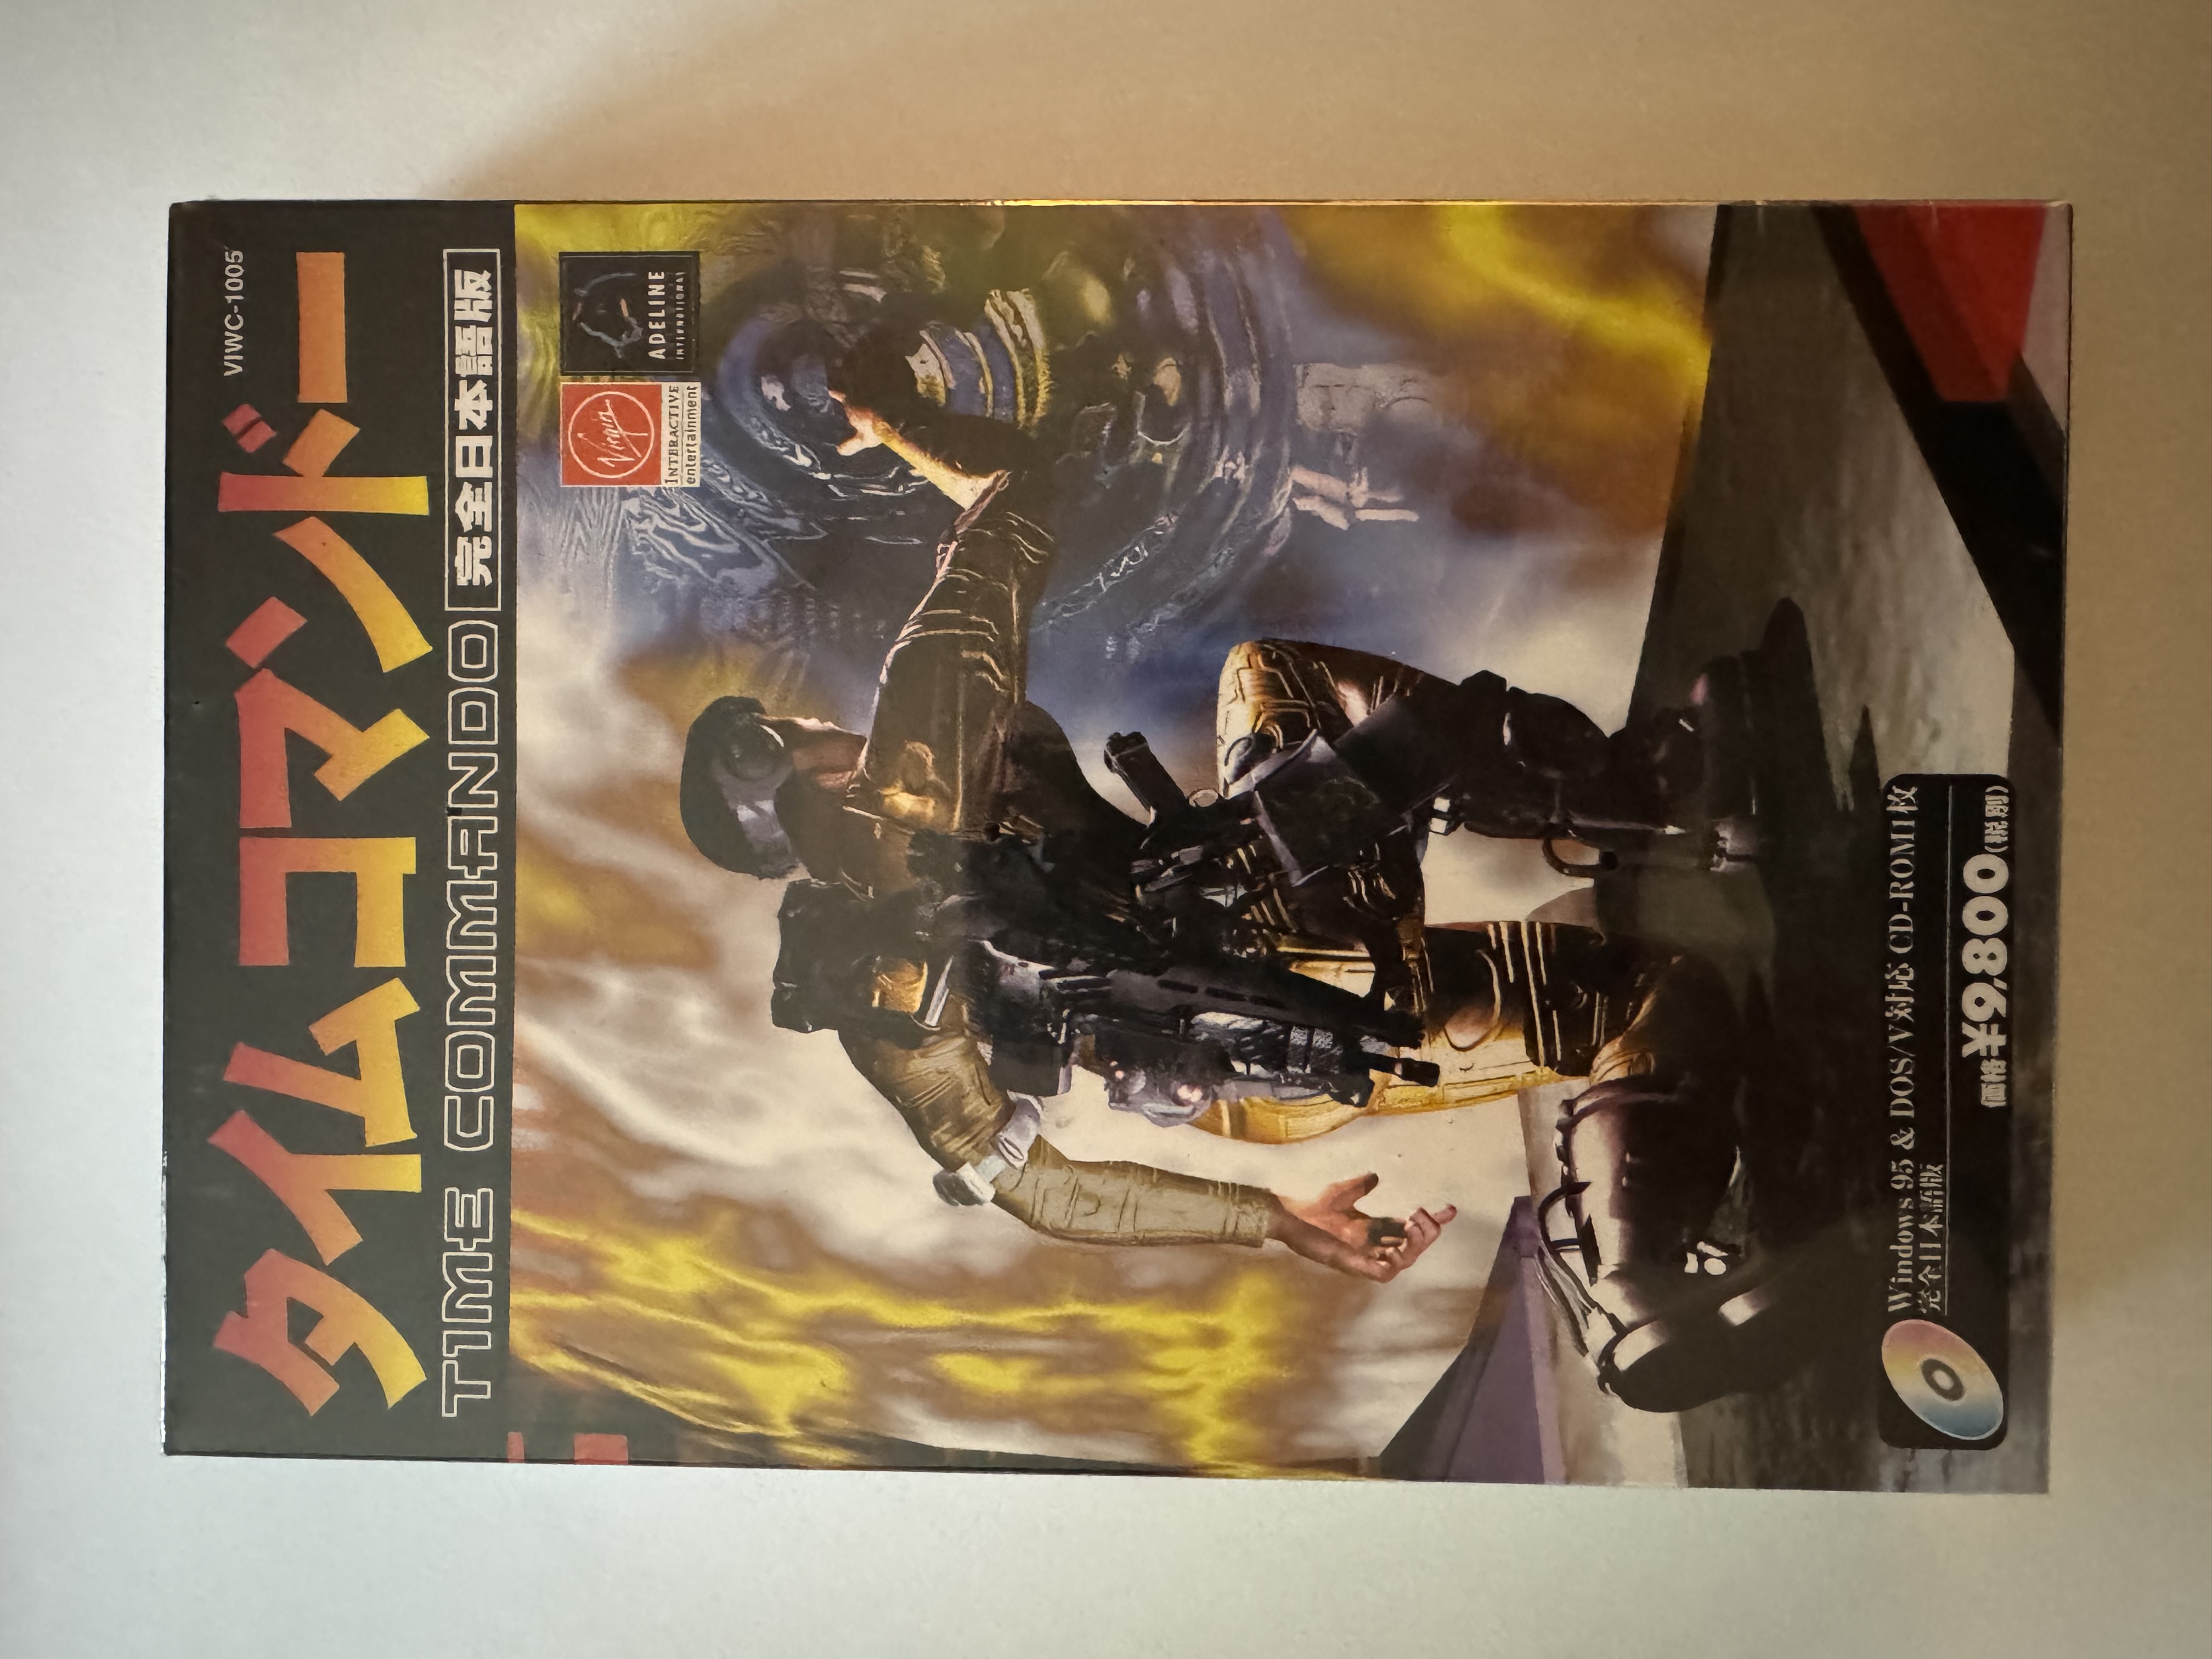 VIWC-1005
タイムコマンドー
TIME COMMANDO 完全日本語版
Virgin
INTERACTIVE
entertainment
ADELINE
INTERNATIONAL
Windows 95 & DOS/V対応 CD-ROM1枚
完全日本語版
価格¥9,800(税別)